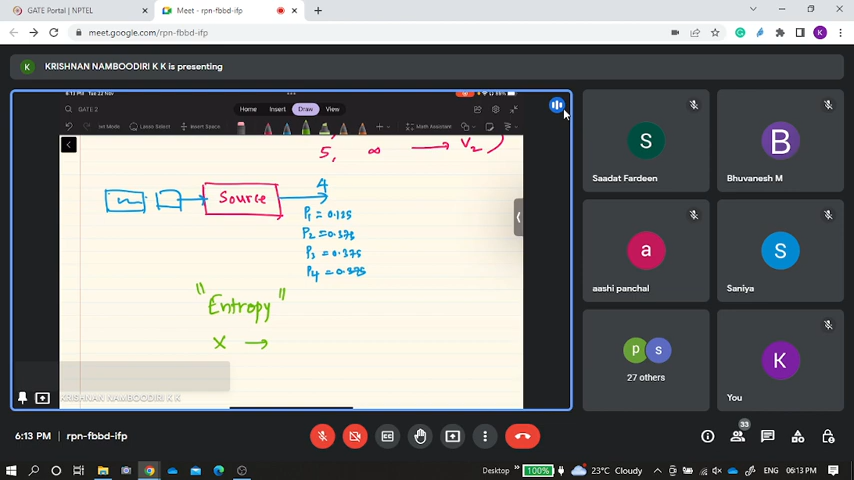 GATE Portal | NPTEL
Meet - rpn-fbbd-ifp
meet.google.com/rpn-fbbd-ifp
K
K
KRISHNAN NAMBOODIRI K K is presenting
GATE 2
Home Insert Draw View
Lasso Select
Insert Space
Math Assistant
5, ∞ → V2
Source
4
P1 = 0.125
P2 = 0.375
P3 = 0.375
P4 =
"Entropy"
X →
KRISHNAN NAMBOODIRI K K
S
Saadat Fardeen
B
Bhuvanesh M
a
aashi panchal
S
Saniya
p s
27 others
K
You
6:13 PM | rpn-fbbd-ifp
33
Desktop
100%
23°C Cloudy
ENG 06:13 PM